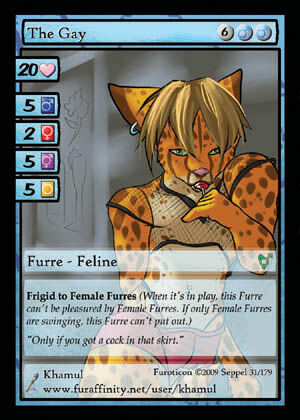 The Gay 6
20
5
2
5
5
Furre - Feline
Frigid to Female Furres (When it's in play, this Furre
can't be pleasured by Female Furres. If only Female Furres
are swinging, this Furre can't put out.)
"Only if you got a cock in that skirt."
Khamul Furoticon ©2009 Seppel 31/179
www.furaffinity.net/user/khamul